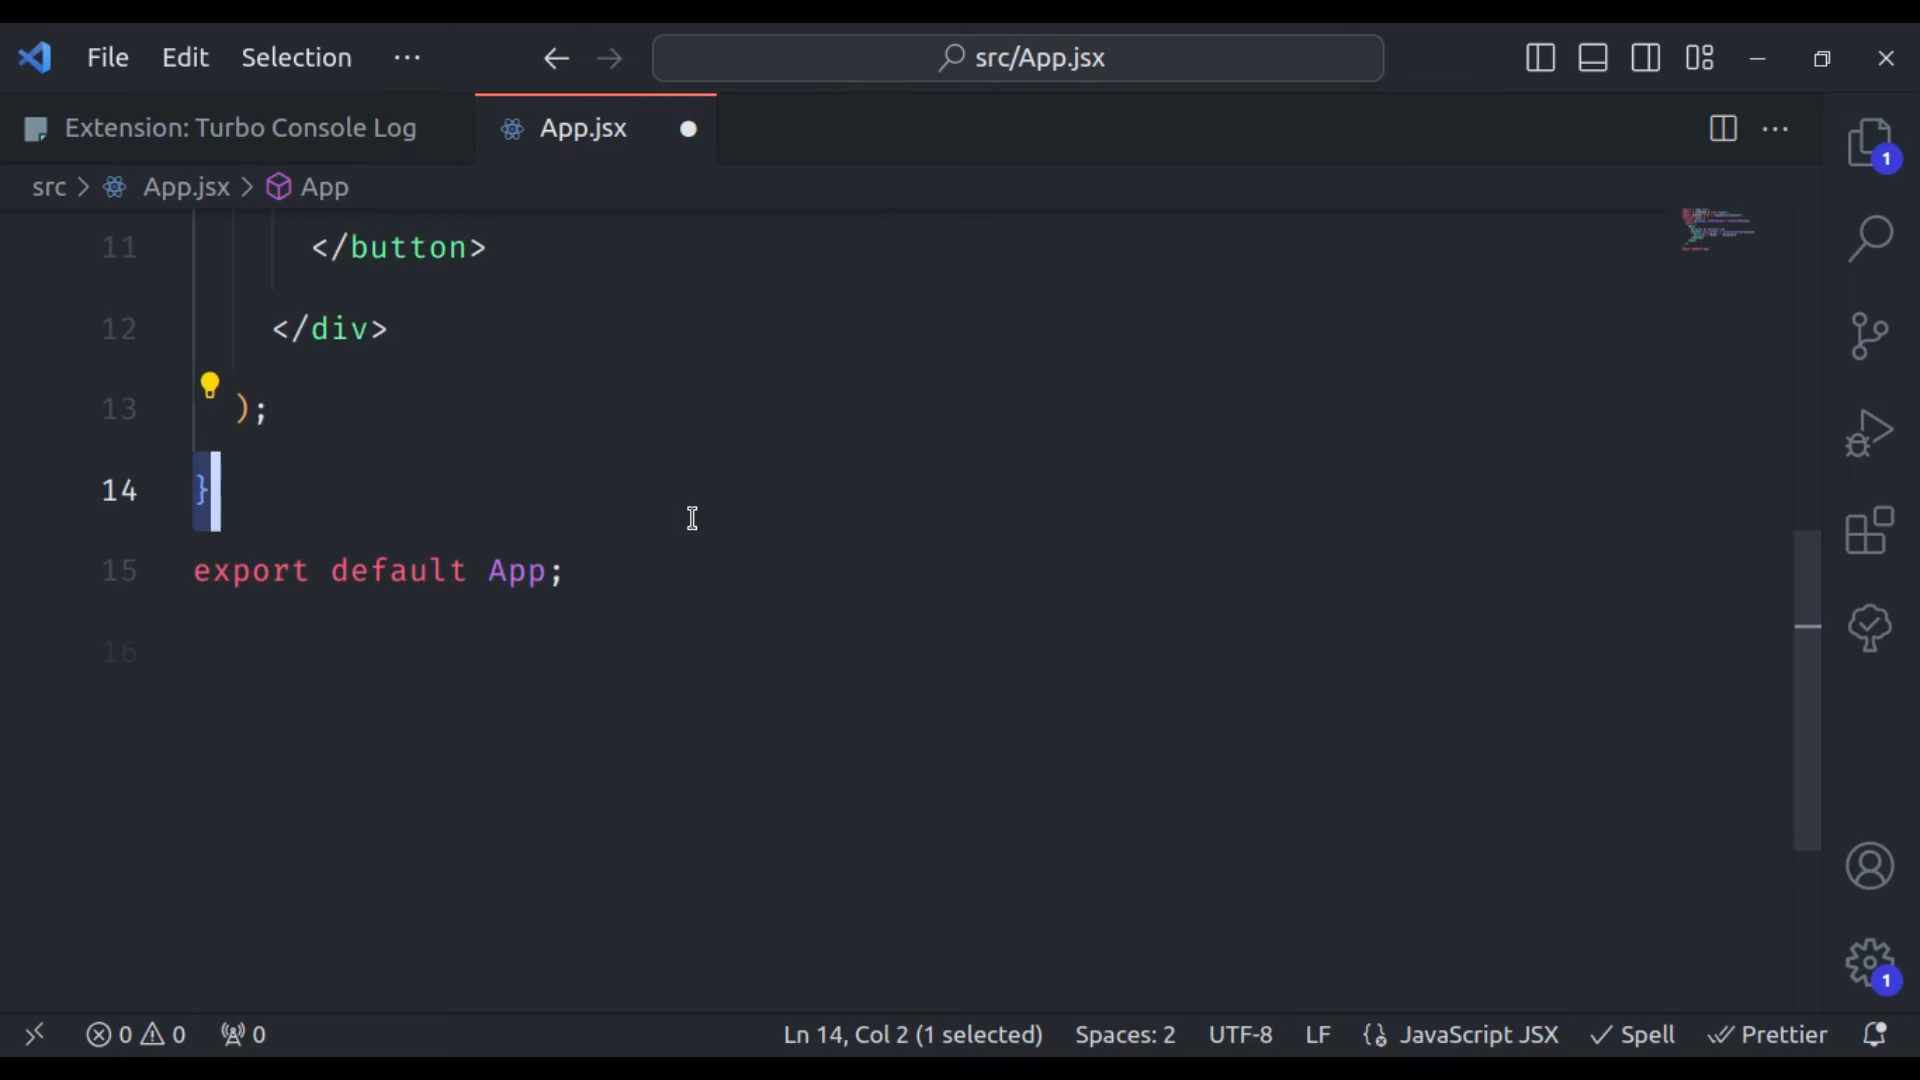 File Edit Selection ···
src/App.jsx
Extension: Turbo Console Log
App.jsx
src > App.jsx > App
11 </button>
12 </div>
13 );
14 }
15 export default App;
16
1
1
0 0 0
Ln 14, Col 2 (1 selected) Spaces: 2 UTF-8 LF JavaScript JSX Spell Prettier